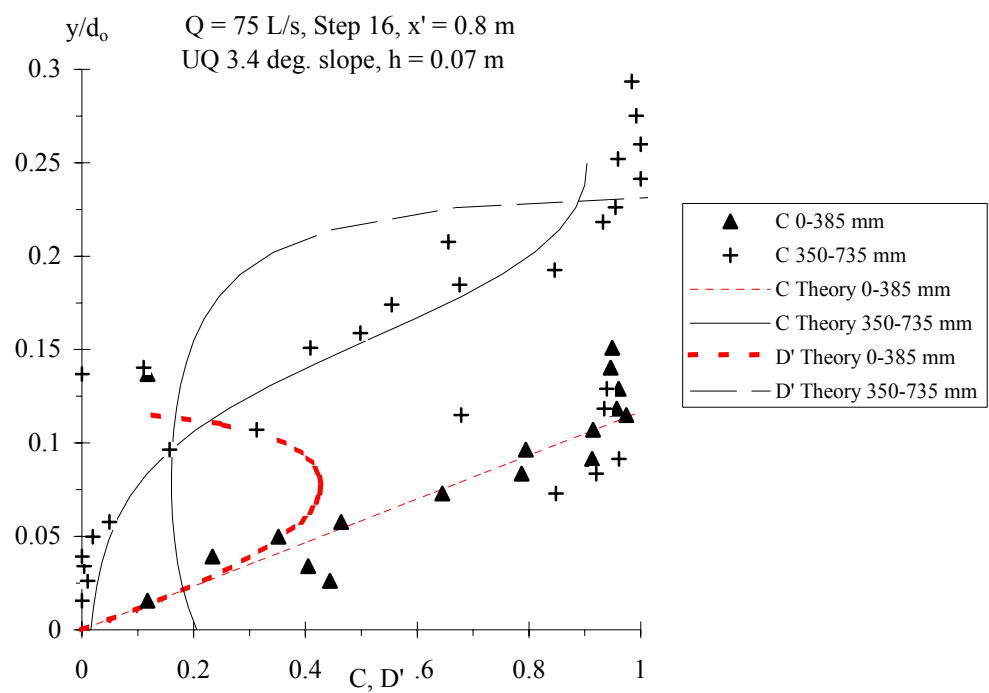 y/do
Q = 75 L/s, Step 16, x' = 0.8 m
UQ 3.4 deg. slope, h = 0.07 m
0.3
0.25
0.2
0.15
0.1
0.05
0
0 0.2 0.4 .6 0.8 1
C, D'
C 0-385 mm
C 350-735 mm
C Theory 0-385 mm
C Theory 350-735 mm
D' Theory 0-385 mm
D' Theory 350-735 mm